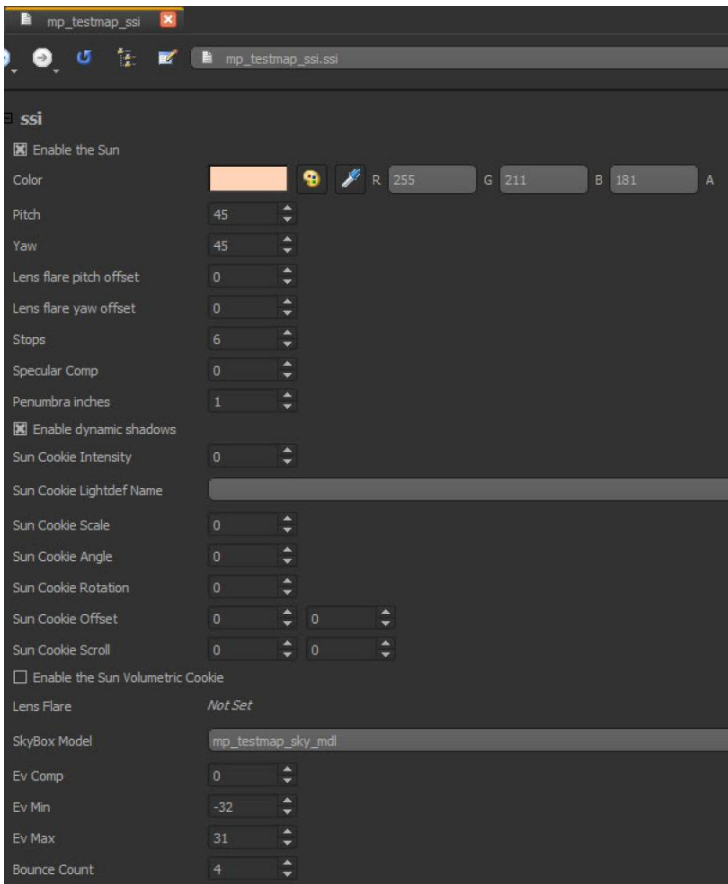 mp_testmap_ssi
mp_testmap_ssi.ssi
ssi
Enable the Sun
Color R 255 G 211 B 181 A
Pitch 45
Yaw 45
Lens flare pitch offset 0
Lens flare yaw offset 0
Stops 6
Specular Comp 0
Penumbra inches 1
Enable dynamic shadows
Sun Cookie Intensity 0
Sun Cookie Lightdef Name
Sun Cookie Scale 0
Sun Cookie Angle 0
Sun Cookie Rotation 0
Sun Cookie Offset 0 0
Sun Cookie Scroll 0 0
Enable the Sun Volumetric Cookie
Lens Flare Not Set
SkyBox Model mp_testmap_sky_mdl
Ev Comp 0
Ev Min -32
Ev Max 31
Bounce Count 4